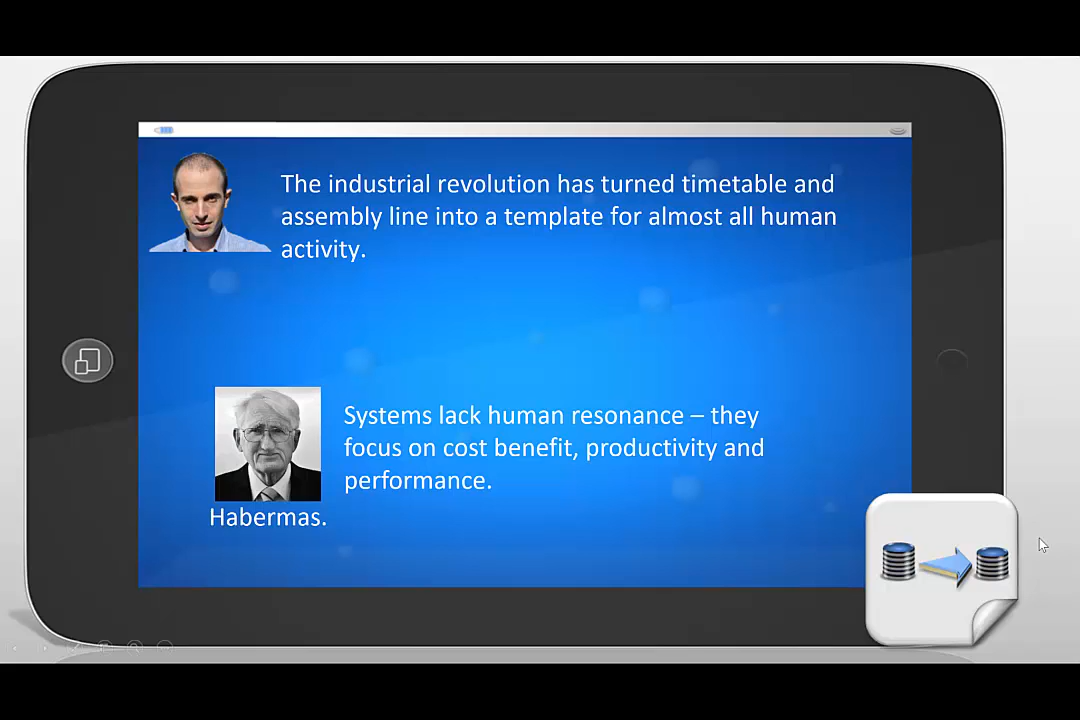 The industrial revolution has turned timetable and
assembly line into a template for almost all human
activity.
Systems lack human resonance – they
focus on cost benefit, productivity and
performance.
Habermas.